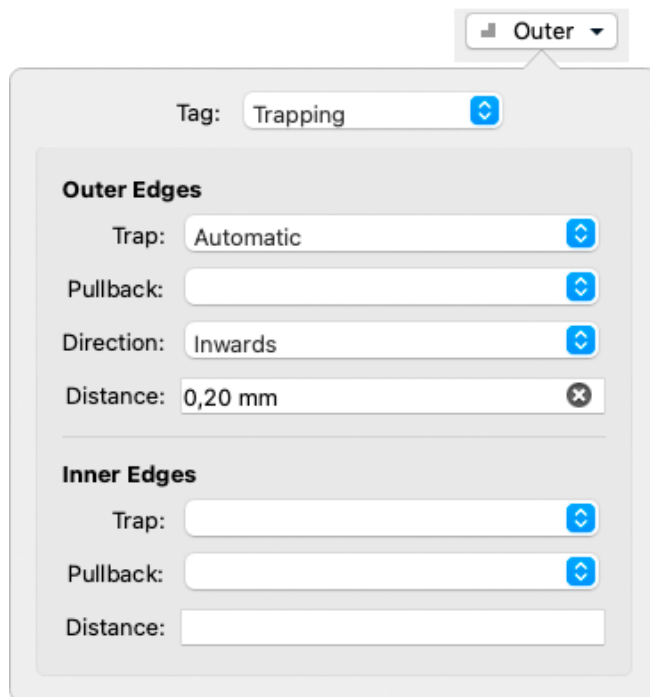 Outer
Tag: Trapping
Outer Edges
Trap: Automatic
Pullback:
Direction: Inwards
Distance: 0,20 mm
Inner Edges
Trap:
Pullback:
Distance: